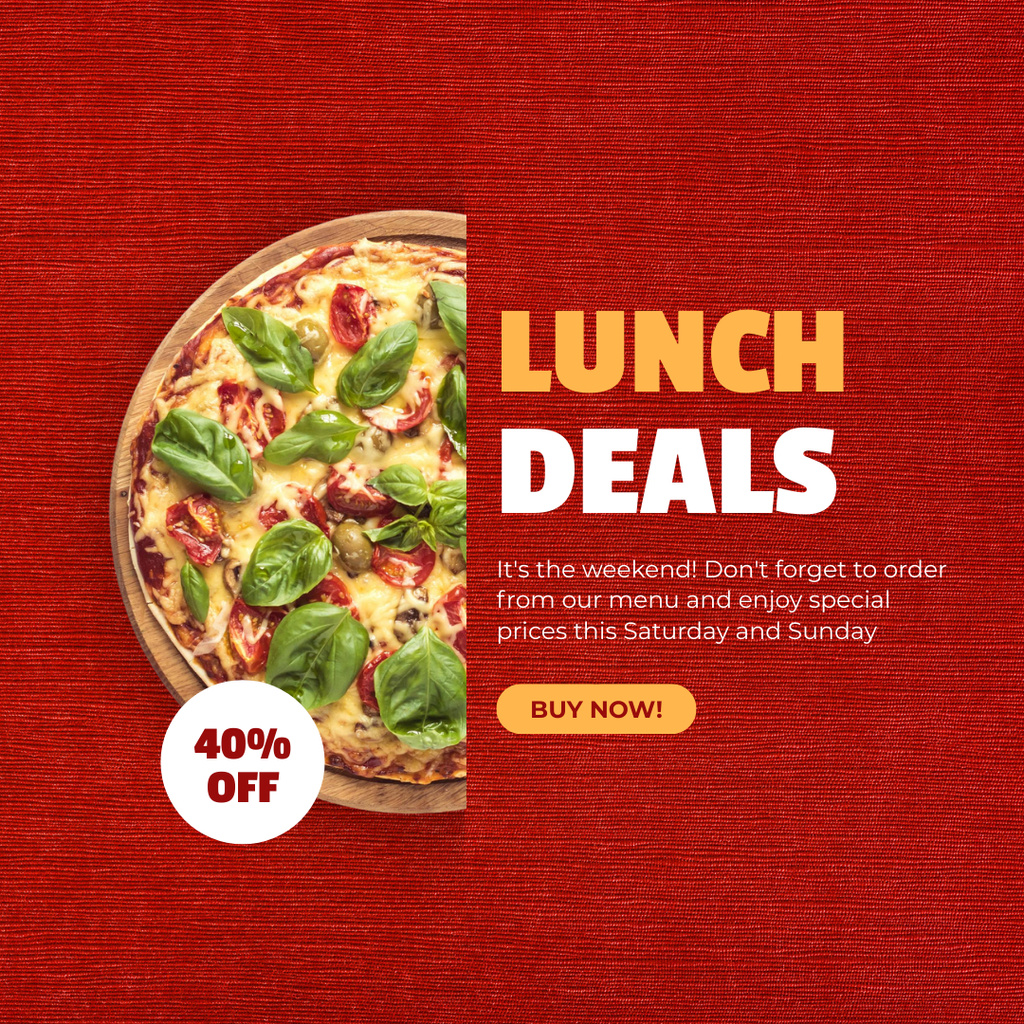 LUNCH
DEALS
It's the weekend! Don't forget to order
from our menu and enjoy special
prices this Saturday and Sunday
BUY NOW!
40%
OFF